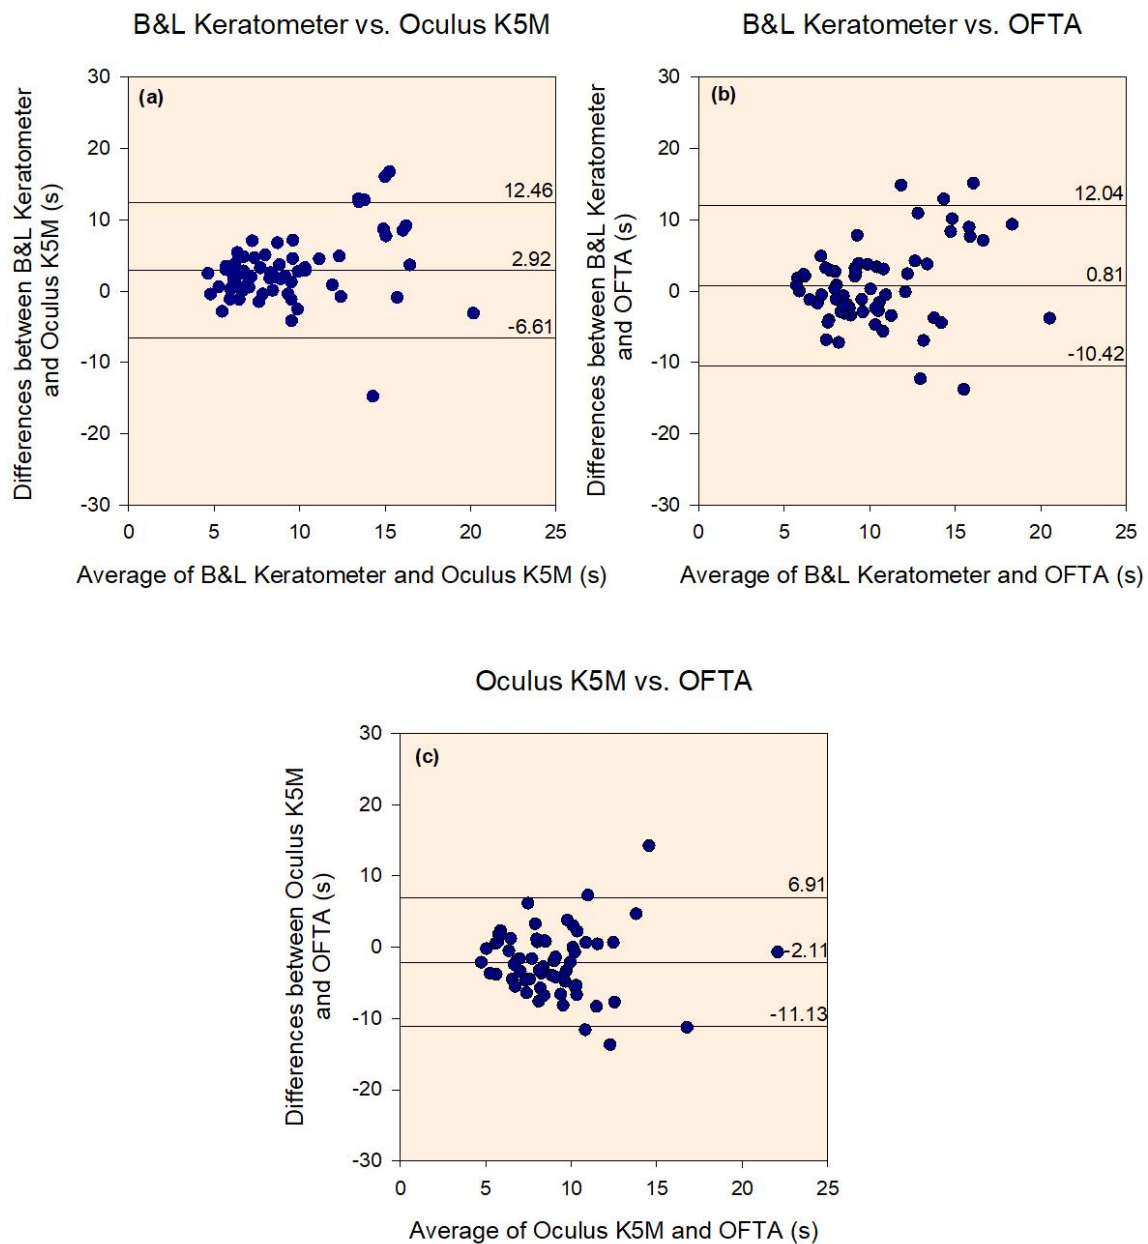 B&L Keratometer vs. Oculus K5M
Differences between B&L Keratometer
and Oculus K5M (s)
(a)
30
20
10
0
-10
-20
-30
12.46
2.92
-6.61
0 5 10 15 20 25
Average of B&L Keratometer and Oculus K5M (s)
B&L Keratometer vs. OFTA
Differences between B&L Keratometer
and OFTA (s)
(b)
30
20
10
0
-10
-20
-30
12.04
0.81
-10.42
0 5 10 15 20 25
Average of B&L Keratometer and OFTA (s)
Oculus K5M vs. OFTA
Differences between Oculus K5M
and OFTA (s)
(c)
30
20
10
0
-10
-20
-30
6.91
-2.11
-11.13
0 5 10 15 20 25
Average of Oculus K5M and OFTA (s)